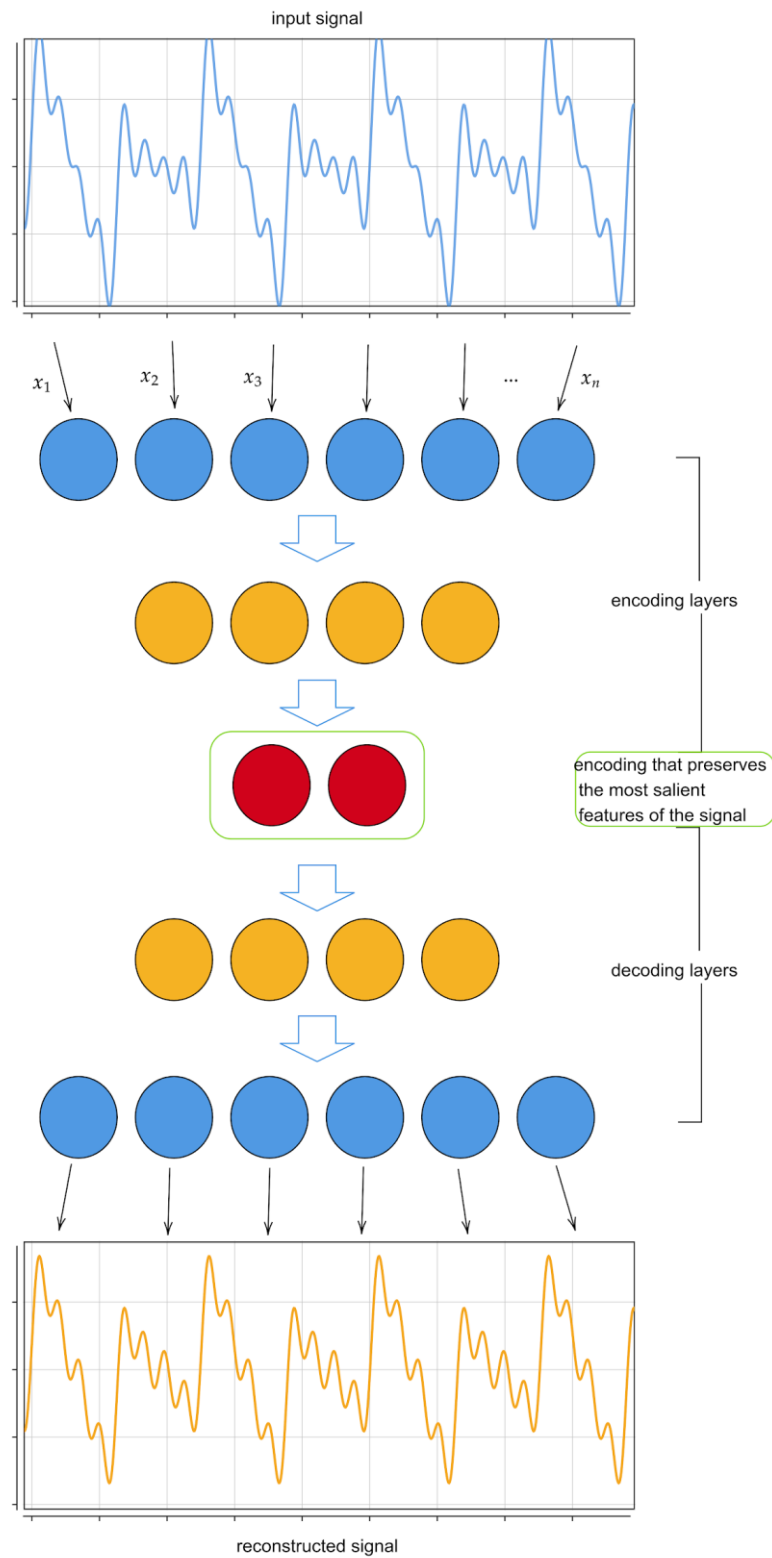 input signal
x₁
x₂
x₃
...
xₙ
encoding layers
encoding that preserves
the most salient
features of the signal
decoding layers
reconstructed signal